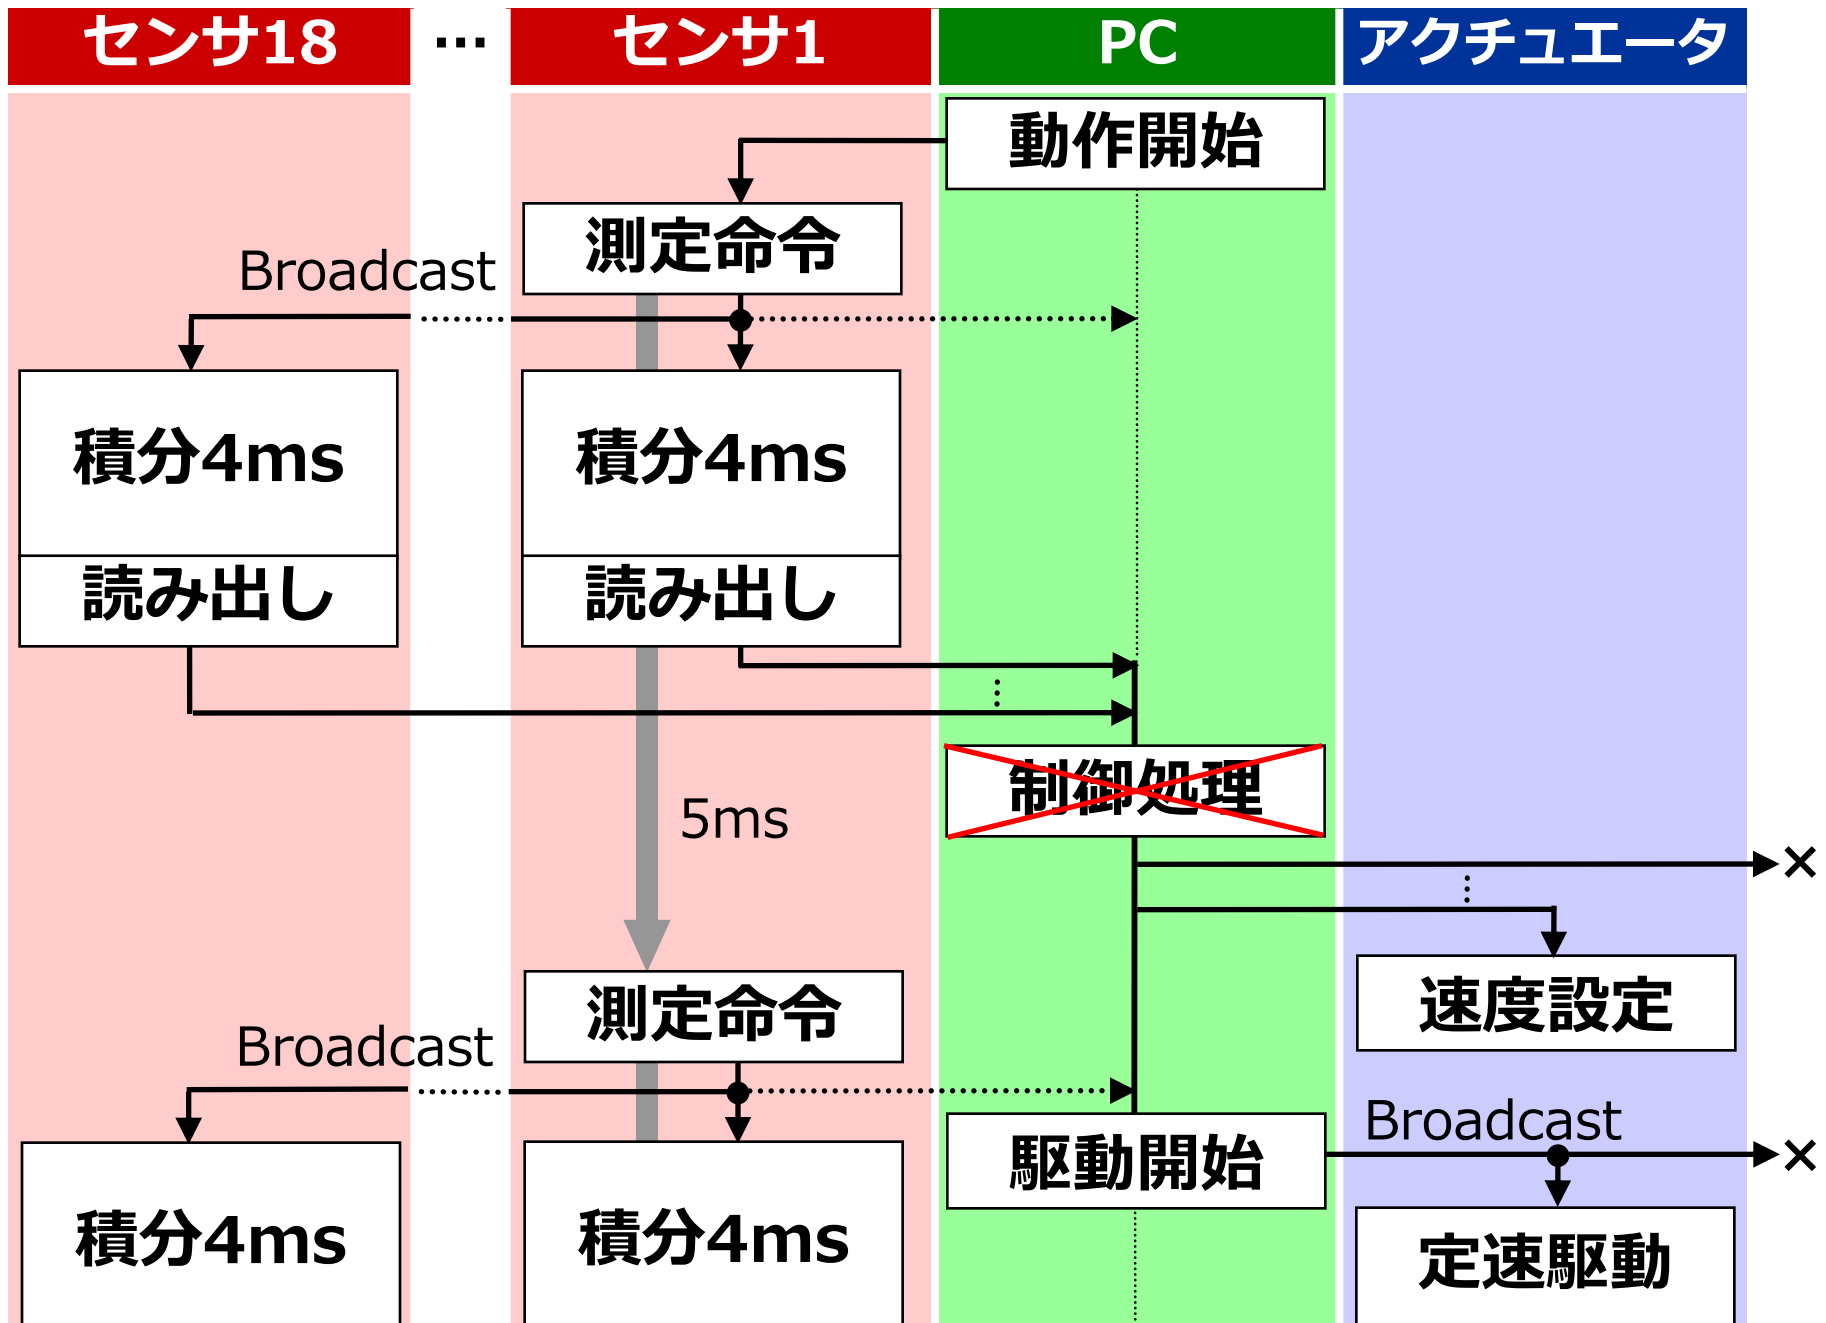 センサ18 … センサ1 PC アクチュエータ
動作開始
測定命令
Broadcast
積分4ms 積分4ms
読み出し 読み出し
制御処理
5ms
×
測定命令 速度設定
Broadcast
Broadcast
駆動開始 ×
積分4ms 積分4ms 定速駆動